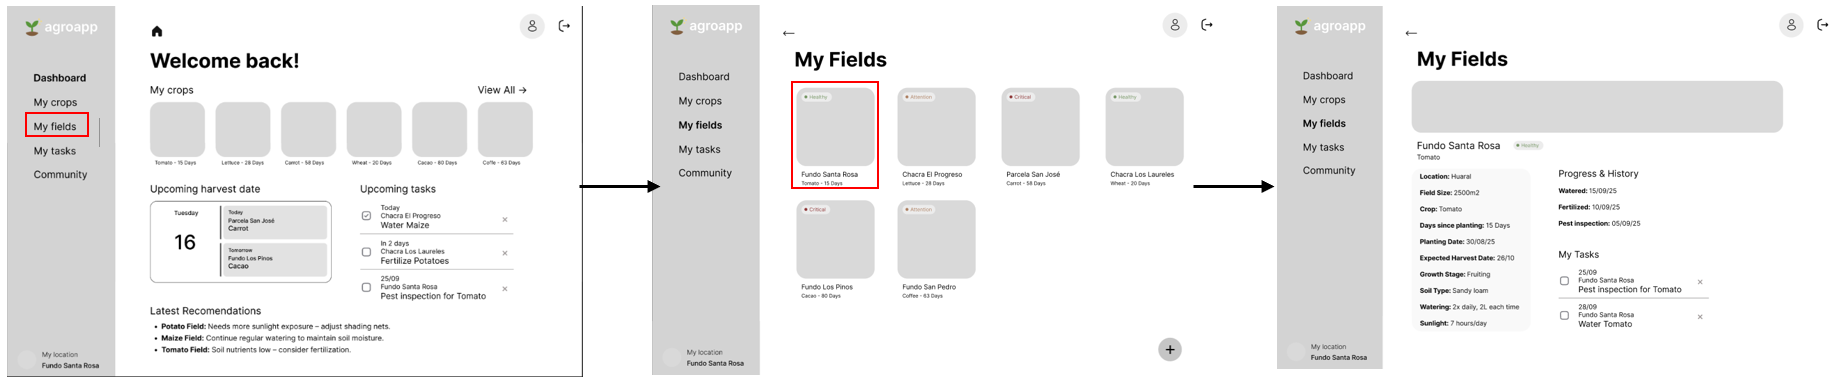 agroapp
Dashboard
My crops
My fields
My tasks
Community
My location
Fundo Santa Rosa
Welcome back!
My crops
View All →
Tomato - 15 Days
Lettuce - 28 Days
Carrot - 58 Days
Wheat - 20 Days
Cacao - 80 Days
Coffe - 63 Days
Upcoming harvest date
Tuesday
16
Today
Parcela San José
Carrot
Tomorrow
Fundo Los Pinos
Cacao
Upcoming tasks
Today
Chacra El Progreso
Water Maize
In 2 days
Chacra Los Laureles
Fertilize Potatoes
25/09
Fundo Santa Rosa
Pest inspection for Tomato
Latest Recomendations
• Potato Field: Needs more sunlight exposure – adjust shading nets.
• Maize Field: Continue regular watering to maintain soil moisture.
• Tomato Field: Soil nutrients low – consider fertilization.
agroapp
Dashboard
My crops
My fields
My tasks
Community
My location
Fundo Santa Rosa
←
My Fields
Healthy
Fundo Santa Rosa
Tomato - 15 Days
Attention
Chacra El Progreso
Lettuce - 28 Days
Critical
Parcela San José
Carrot - 58 Days
Healthy
Chacra Los Laureles
Wheat - 20 Days
Critical
Fundo Los Pinos
Cacao - 80 Days
Attention
Fundo San Pedro
Coffee - 63 Days
+
agroapp
Dashboard
My crops
My fields
My tasks
Community
My location
Fundo Santa Rosa
←
My Fields
Fundo Santa Rosa
Healthy
Tomato
Location: Huaral
Field Size: 2500m2
Crop: Tomato
Days since planting: 15 Days
Planting Date: 30/08/25
Expected Harvest Date: 26/10
Growth Stage: Fruiting
Soil Type: Sandy loam
Watering: 2x daily, 2L each time
Sunlight: 7 hours/day
Progress & History
Watered: 15/09/25
Fertilized: 10/09/25
Pest inspection: 05/09/25
My Tasks
25/09
Fundo Santa Rosa
Pest inspection for Tomato
28/09
Fundo Santa Rosa
Water Tomato